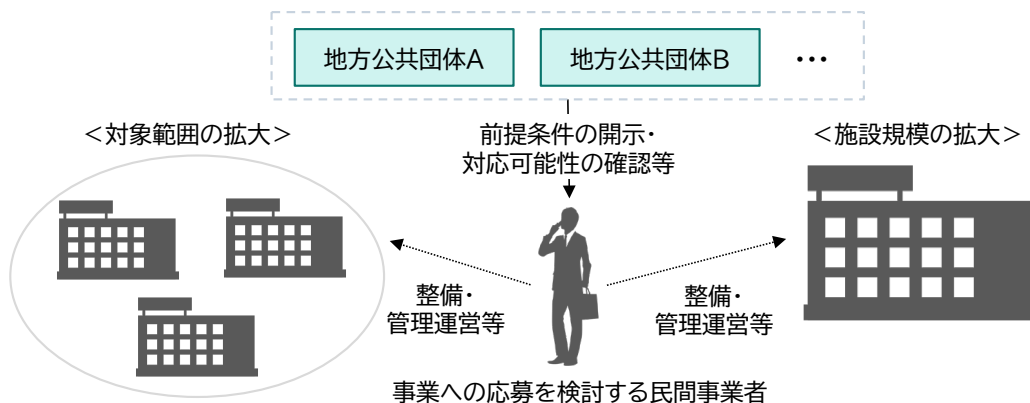 地方公共団体A
地方公共団体B
…
前提条件の開示・
対応可能性の確認等
＜対象範囲の拡大＞
＜施設規模の拡大＞
整備・
管理運営等
整備・
管理運営等
事業への応募を検討する民間事業者